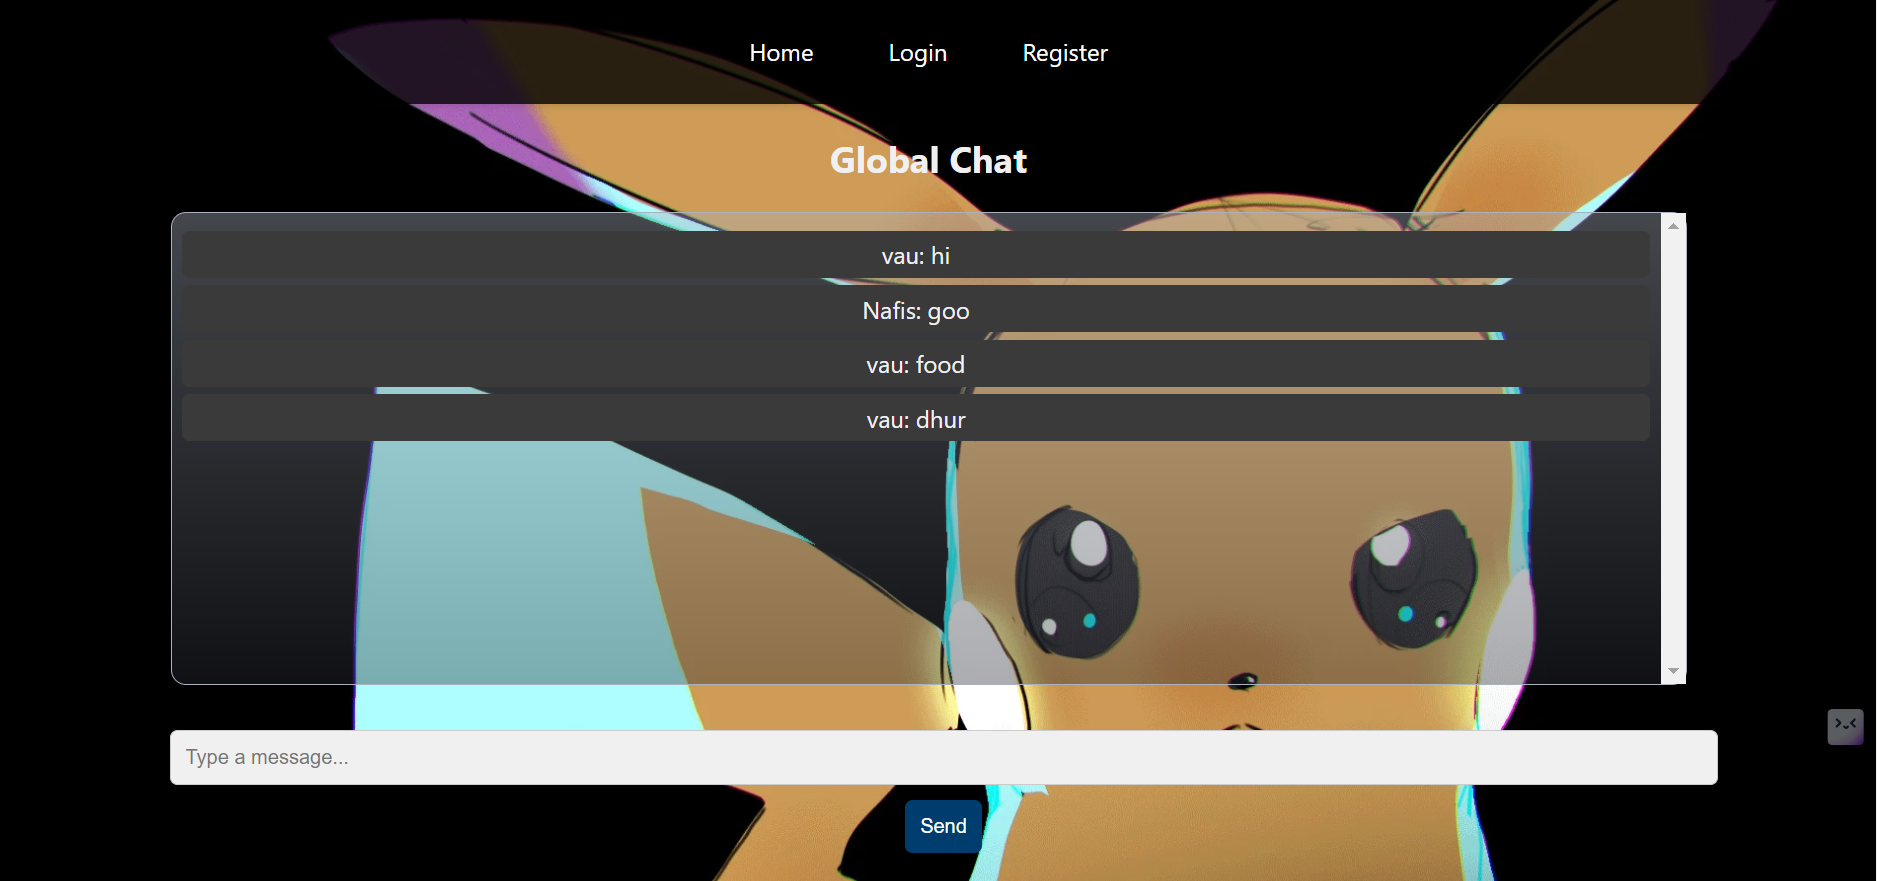 Home Login Register
Global Chat
vau: hi
Nafis: goo
vau: food
vau: dhur
Type a message...
Send